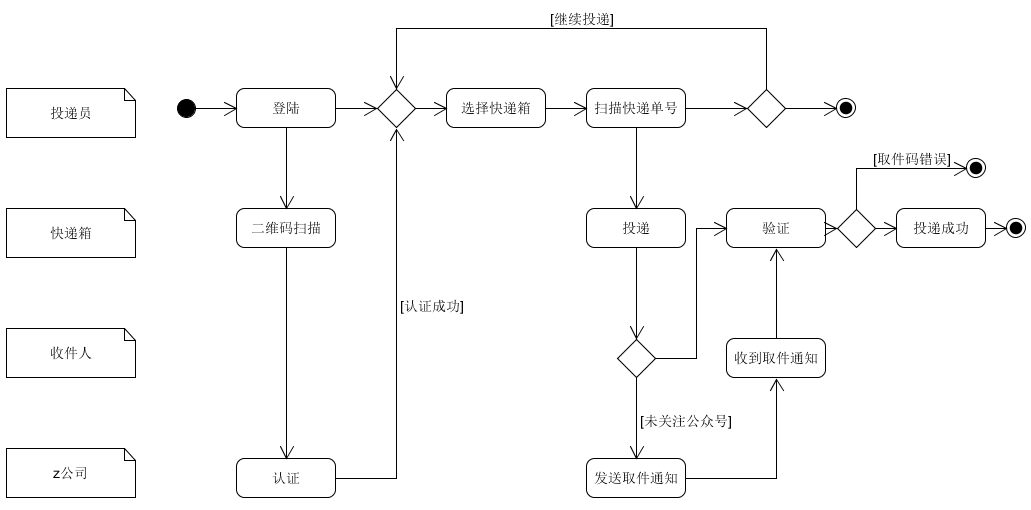 [继续投递]
投递员
登陆
选择快递箱
扫描快递单号
[取件码错误]
快递箱
二维码扫描
投递
验证
投递成功
[认证成功]
收件人
收到取件通知
[未关注公众号]
z公司
认证
发送取件通知